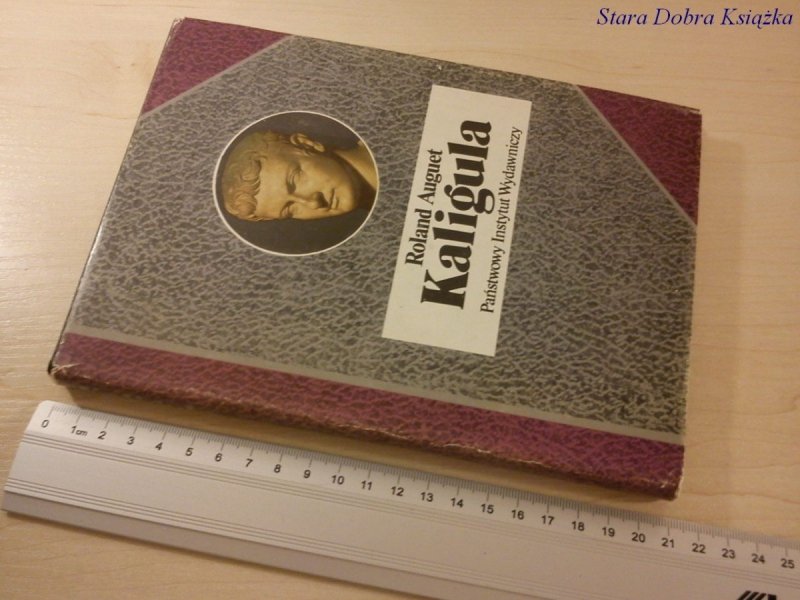 Stara Dobra Książka
Roland Auguet
Kaligula
Państwowy Instytut Wydawniczy
0 1cm 2 3 4 5 6 7 8 9 10 11 12 13 14 15 16 17 18 19 20 21 22 23 24 25